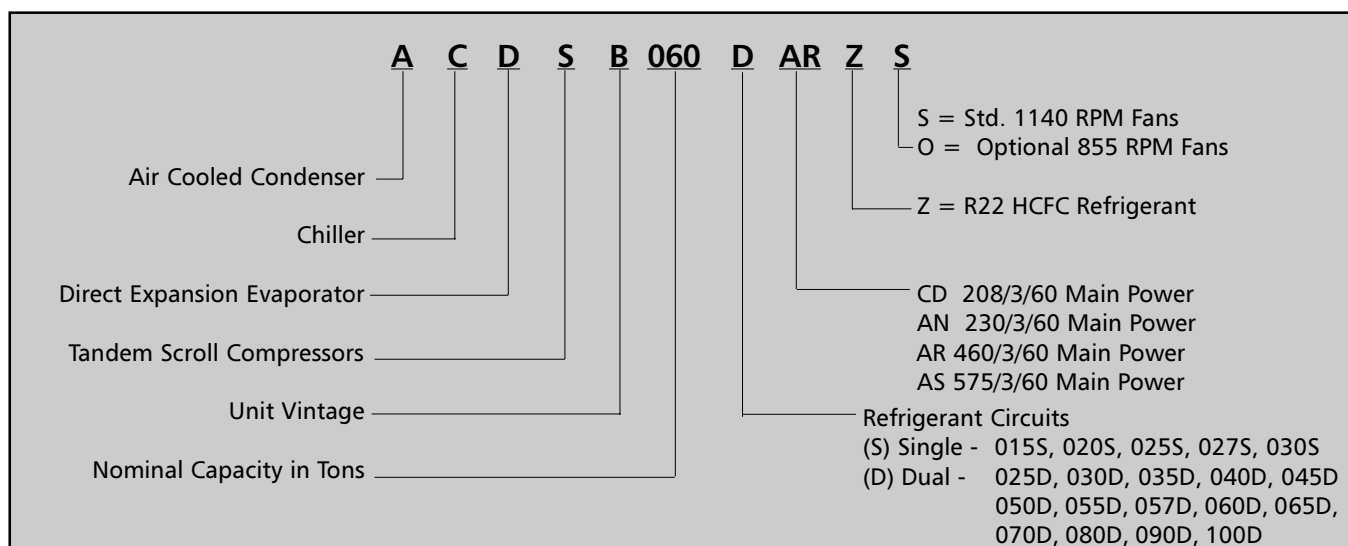 A C D S B 060 D AR Z S
S = Std. 1140 RPM Fans
O = Optional 855 RPM Fans
Air Cooled Condenser
Z = R22 HCFC Refrigerant
Chiller
Direct Expansion Evaporator
CD 208/3/60 Main Power
AN 230/3/60 Main Power
Tandem Scroll Compressors
AR 460/3/60 Main Power
AS 575/3/60 Main Power
Unit Vintage
Refrigerant Circuits
(S) Single - 015S, 020S, 025S, 027S, 030S
Nominal Capacity in Tons
(D) Dual - 025D, 030D, 035D, 040D, 045D
050D, 055D, 057D, 060D, 065D,
070D, 080D, 090D, 100D